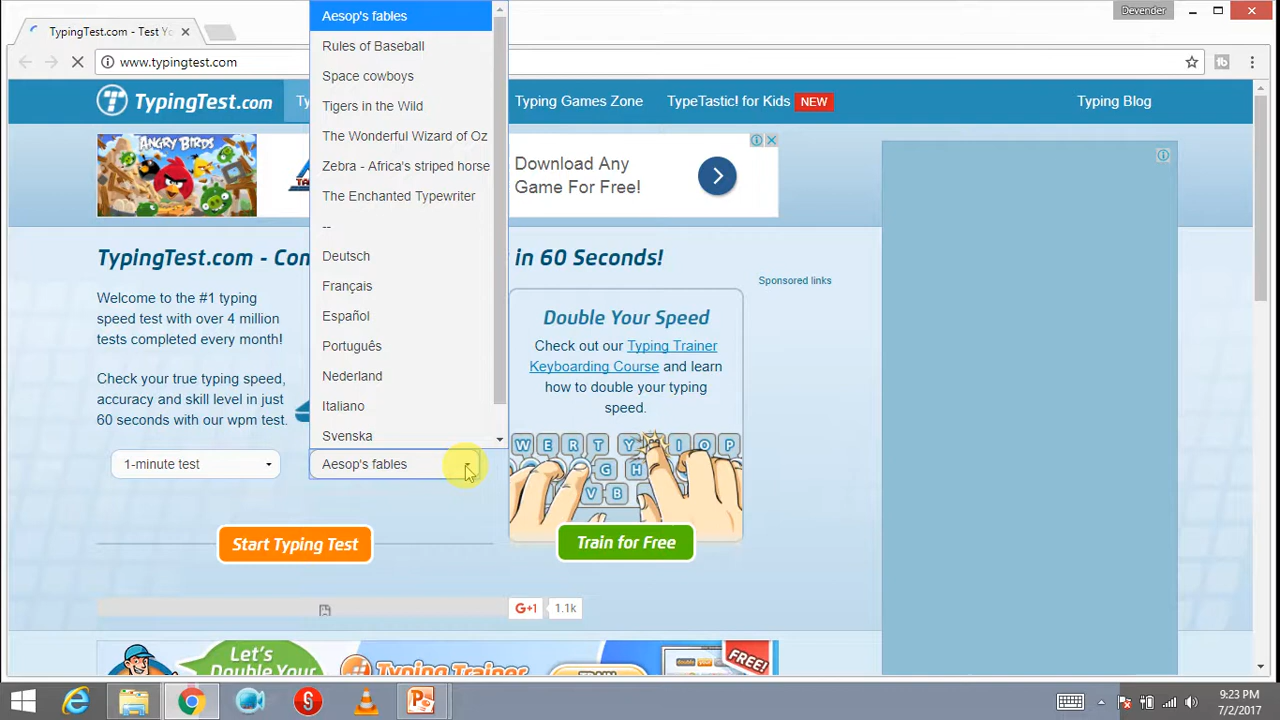 Devender
TypingTest.com - Test Yo
www.typingtest.com
Aesop's fables
Rules of Baseball
Space cowboys
Tigers in the Wild
The Wonderful Wizard of Oz
Zebra - Africa's striped horse
The Enchanted Typewriter
--
Deutsch
Français
Español
Português
Nederland
Italiano
Svenska
TypingTest.com
Ty
Typing Games Zone
TypeTastic! for Kids NEW
Typing Blog
ANGRY BIRDS
Download Any
Game For Free!
TypingTest.com - Com
in 60 Seconds!
Welcome to the #1 typing
speed test with over 4 million
tests completed every month!
Check your true typing speed,
accuracy and skill level in just
60 seconds with our wpm test.
1-minute test
Aesop's fables
Start Typing Test
Double Your Speed
Check out our Typing Trainer
Keyboarding Course and learn
how to double your typing
speed.
W E R T Y I O P
G H
V B
Train for Free
Sponsored links
G+1 1.1k
Let's
Double Your
Typing Trainer
FREE!
9:23 PM
7/2/2017